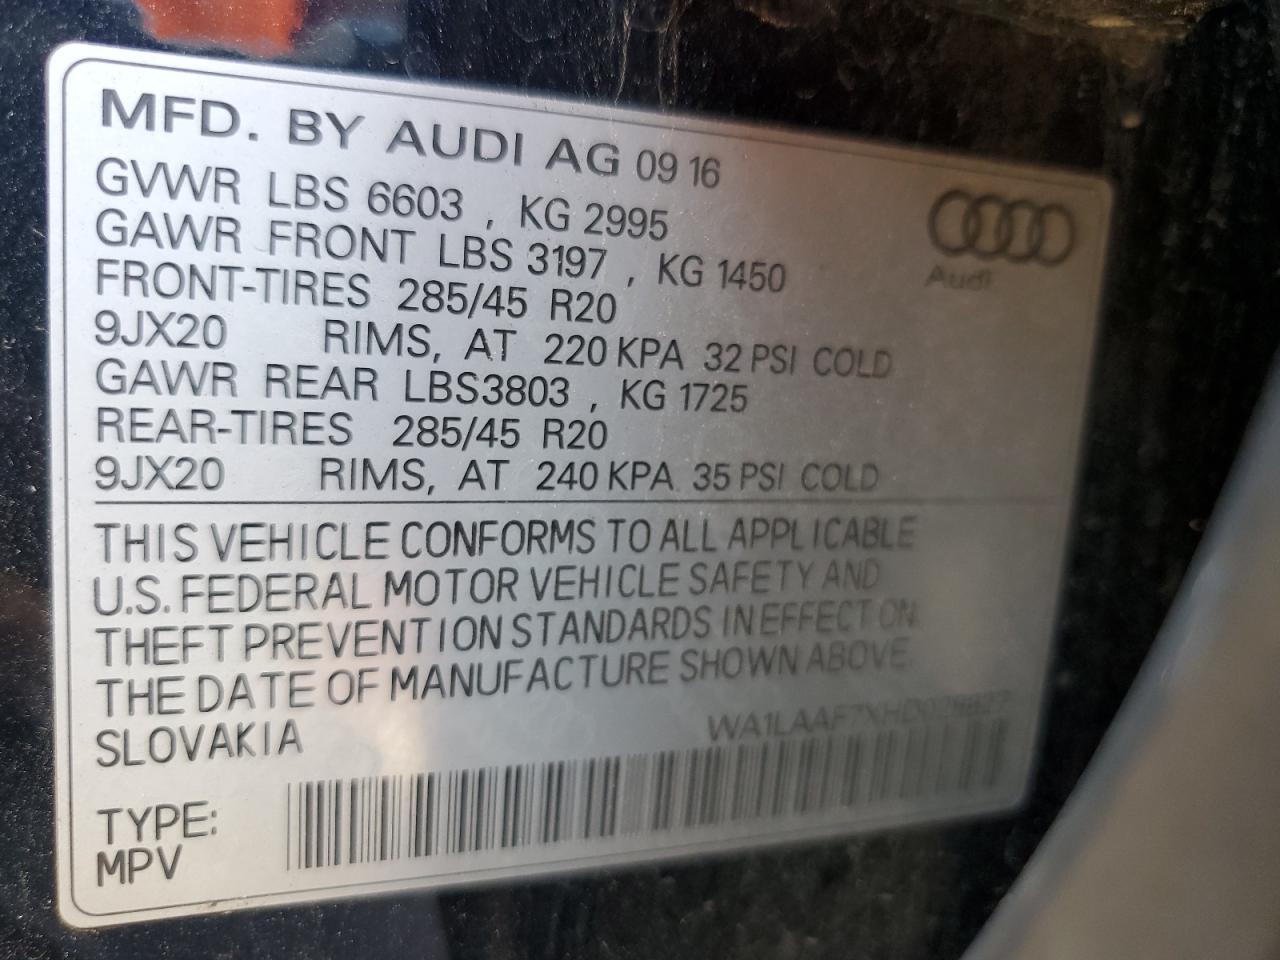 MFD. BY AUDI AG 09 16
GVWR LBS 6603 , KG 2995
GAWR FRONT LBS 3197 , KG 1450
FRONT-TIRES 285/45 R20
9JX20 RIMS, AT 220 KPA 32 PSI COLD
GAWR REAR LBS3803 , KG 1725
REAR-TIRES 285/45 R20
9JX20 RIMS, AT 240 KPA 35 PSI COLD
Audi
THIS VEHICLE CONFORMS TO ALL APPLICABLE
U.S. FEDERAL MOTOR VEHICLE SAFETY AND
THEFT PREVENTION STANDARDS IN EFFECT ON
THE DATE OF MANUFACTURE SHOWN ABOVE.
SLOVAKIA
TYPE:
MPV